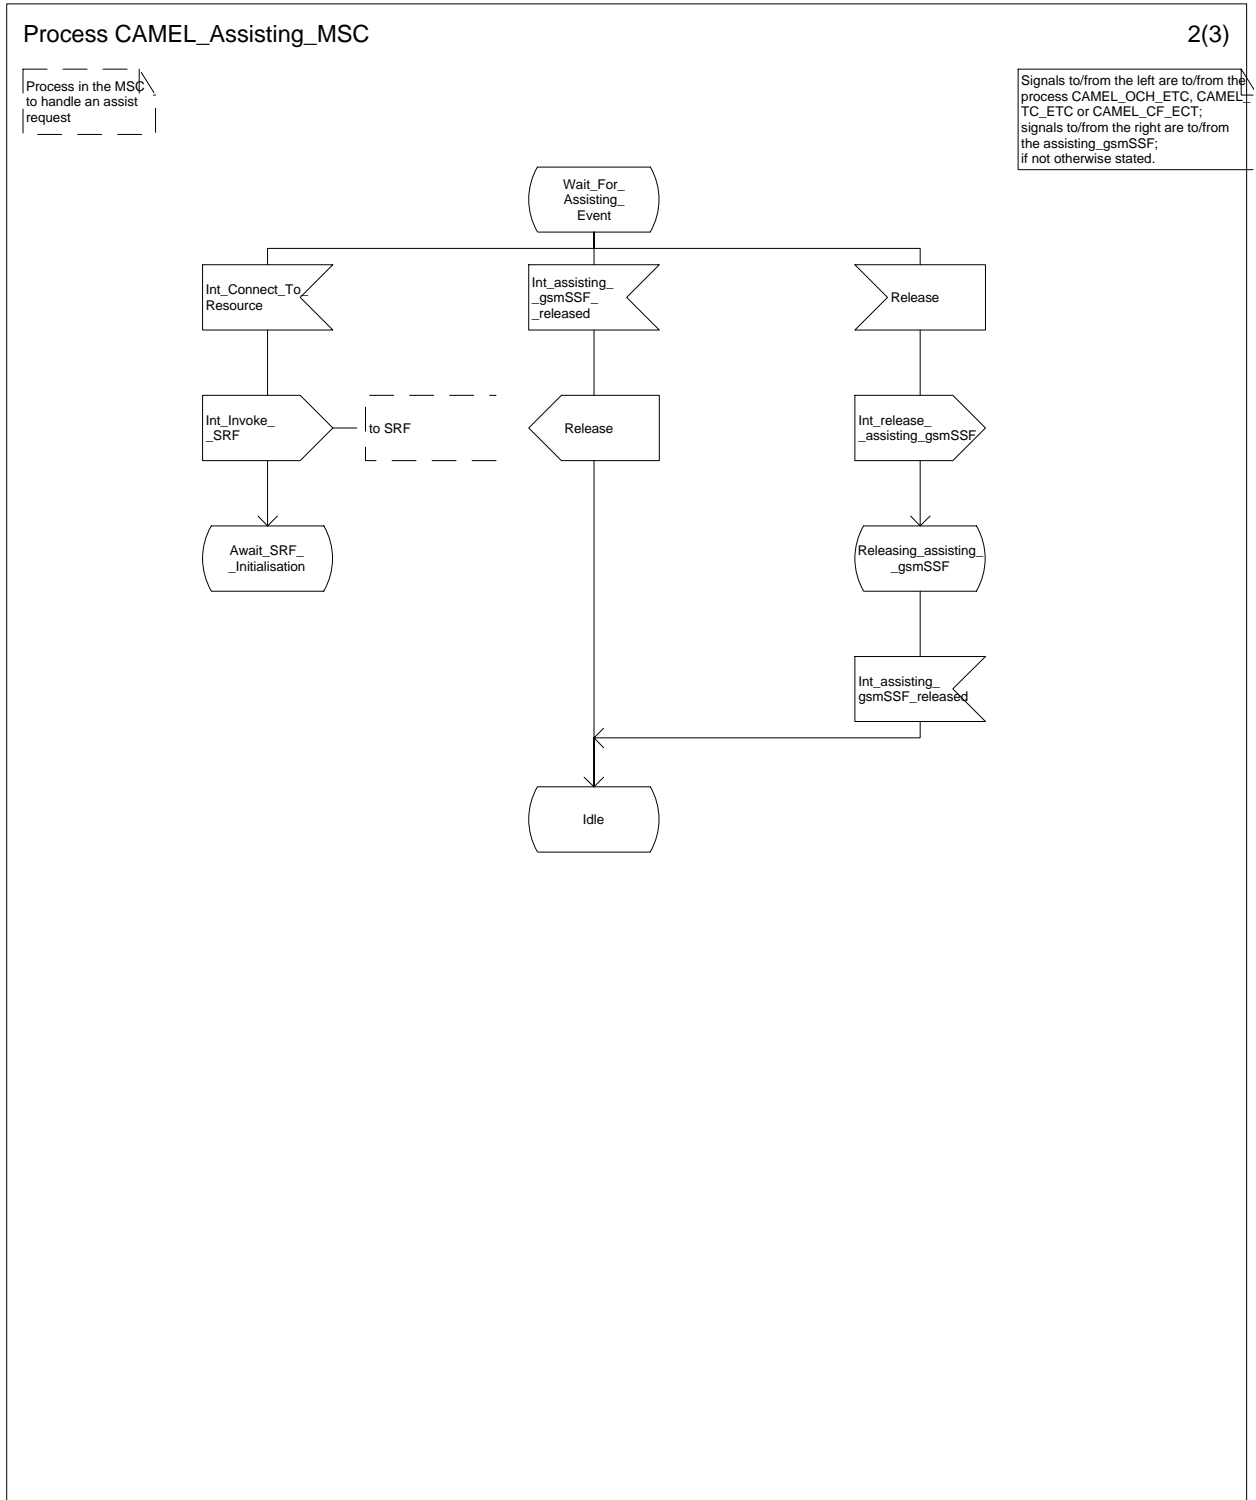 Process CAMEL_Assisting_MSC
2(3)
Process in the MSC
to handle an assist
request
Signals to/from the left are to/from the
process CAMEL_OCH_ETC, CAMEL_
TC_ETC or CAMEL_CF_ECT;
signals to/from the right are to/from
the assisting_gsmSSF;
if not otherwise stated.
Wait_For_
Assisting_
Event
Int_Connect_To_
Resource
Int_assisting_
_gsmSSF_
_released
Release
Int_Invoke_
_SRF
to SRF
Release
Int_release_
_assisting_gsmSSF
Await_SRF_
_Initialisation
Releasing_assisting_
_gsmSSF
Int_assisting_
gsmSSF_released
Idle